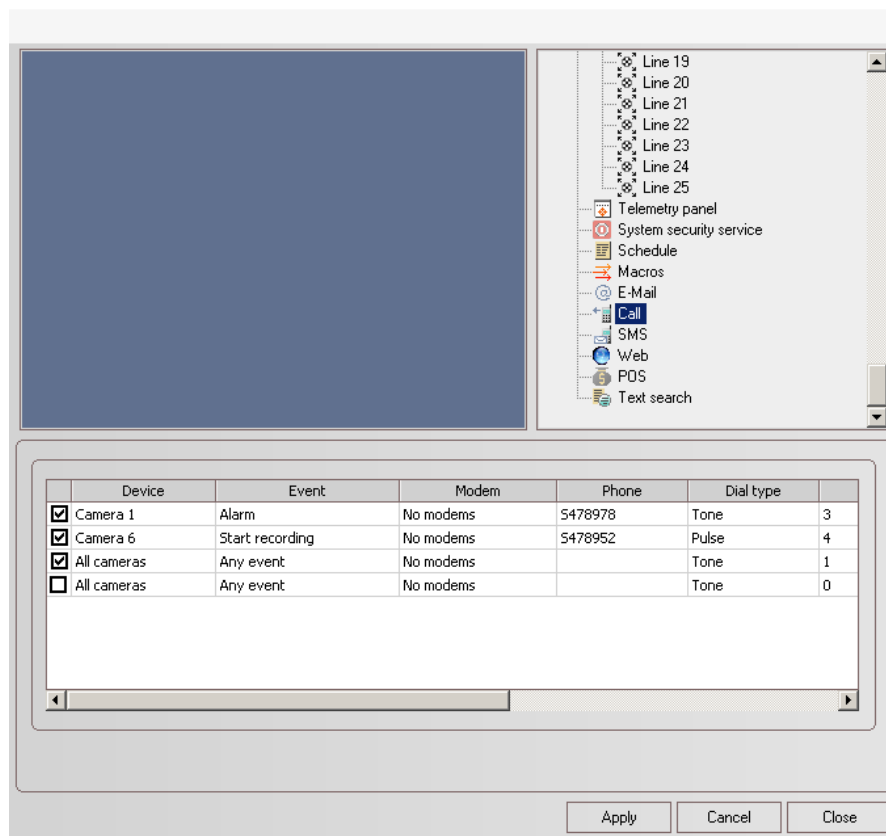 Line 19
Line 20
Line 21
Line 22
Line 23
Line 24
Line 25
Telemetry panel
System security service
Schedule
Macros
E-Mail
Call
SMS
Web
POS
Text search
Device Event Modem Phone Dial type
Camera 1 Alarm No modems 5478978 Tone 3
Camera 6 Start recording No modems 5478952 Pulse 4
All cameras Any event No modems Tone 1
All cameras Any event No modems Tone 0
Apply Cancel Close